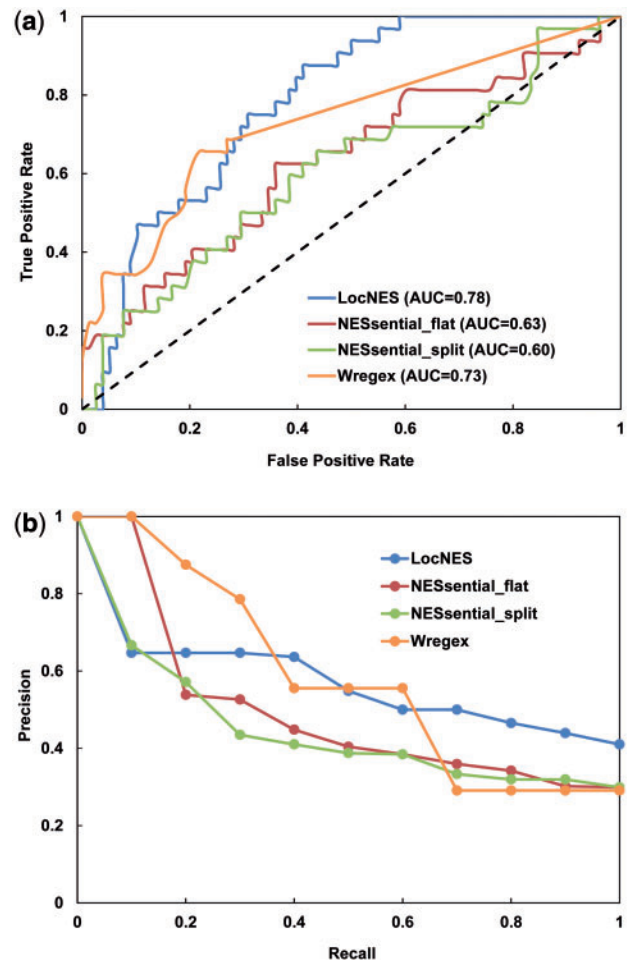 (a)
1
0.8
0.6
0.4
0.2
0
True Positive Rate
LocNES (AUC=0.78)
NESsential_flat (AUC=0.63)
NESsential_split (AUC=0.60)
Wregex (AUC=0.73)
0 0.2 0.4 0.6 0.8 1
False Positive Rate
(b)
1
0.8
0.6
0.4
0.2
0
Precision
LocNES
NESsential_flat
NESsential_split
Wregex
0 0.2 0.4 0.6 0.8 1
Recall